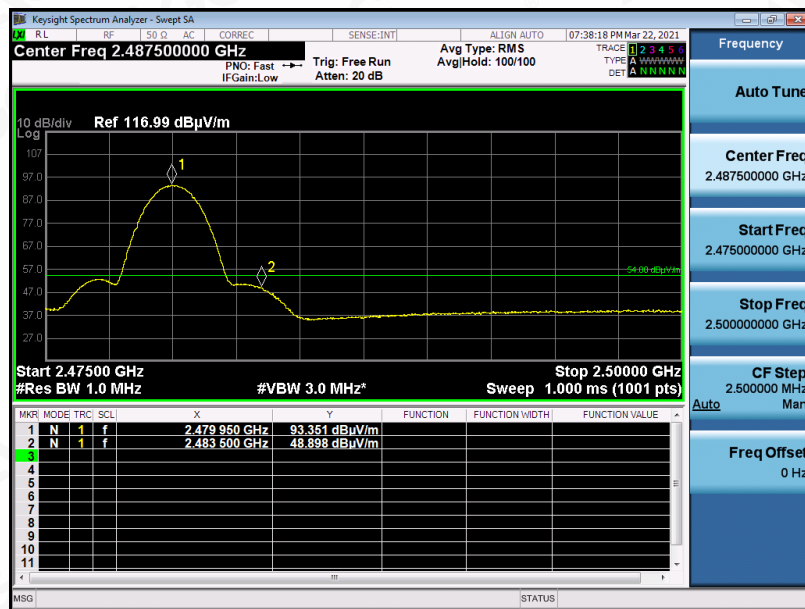 Keysight Spectrum Analyzer - Swept SA
LXI RL RF 50 Ω AC CORREC SENSE:INT ALIGN AUTO 07:38:18 PM Mar 22, 2021
Center Freq 2.487500000 GHz
PNO: Fast
IFGain:Low
Trig: Free Run
Atten: 20 dB
Avg Type: RMS
Avg|Hold: 100/100
TRACE 1 2 3 4 5 6
TYPE A WWWWW
DET A N N N N N
Frequency
Auto Tune
Center Freq
2.487500000 GHz
Start Freq
2.475000000 GHz
Stop Freq
2.500000000 GHz
CF Step
2.500000 MHz
Auto Man
Freq Offset
0 Hz
10 dB/div Ref 116.99 dBµV/m
Log
107
97.0
87.0
77.0
67.0
57.0
47.0
37.0
27.0
1
2
54.00 dBµV/m
Start 2.47500 GHz Stop 2.50000 GHz
#Res BW 1.0 MHz #VBW 3.0 MHz* Sweep 1.000 ms (1001 pts)
MKR MODE TRC SCL X Y FUNCTION FUNCTION WIDTH FUNCTION VALUE
1 N 1 f 2.479 950 GHz 93.351 dBµV/m
2 N 1 f 2.483 500 GHz 48.898 dBµV/m
3
4
5
6
7
8
9
10
11
MSG STATUS